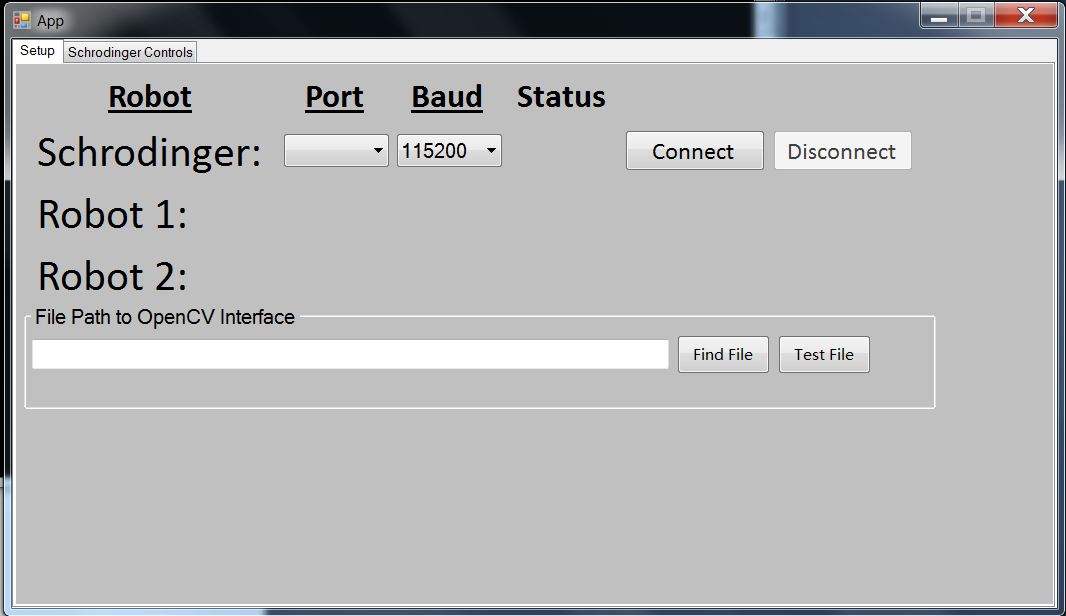 App
Setup Schrodinger Controls
Robot Port Baud Status
Schrodinger: 115200 Connect Disconnect
Robot 1:
Robot 2:
File Path to OpenCV Interface
Find File Test File